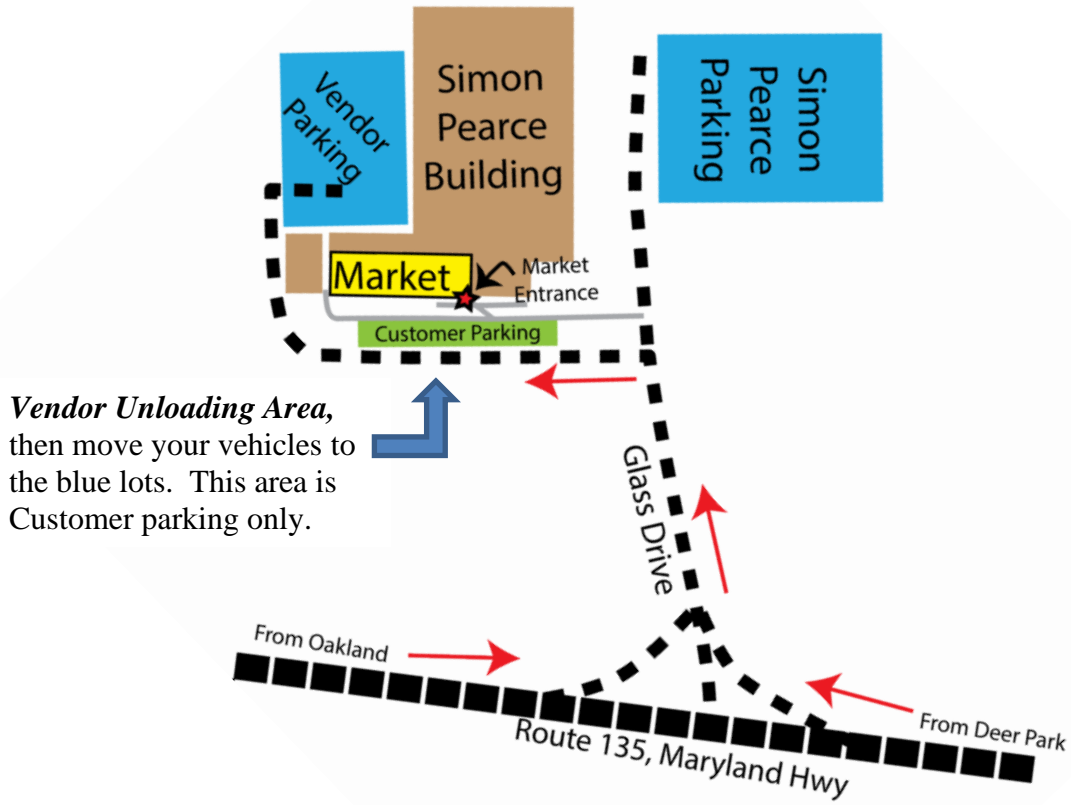 Vendor
Parking
Simon
Pearce
Building
Simon
Pearce
Parking
Market
Market
Entrance
Customer Parking
Vendor Unloading Area,
then move your vehicles to
the blue lots.  This area is
Customer parking only.
Glass Drive
From Oakland
From Deer Park
Route 135, Maryland Hwy